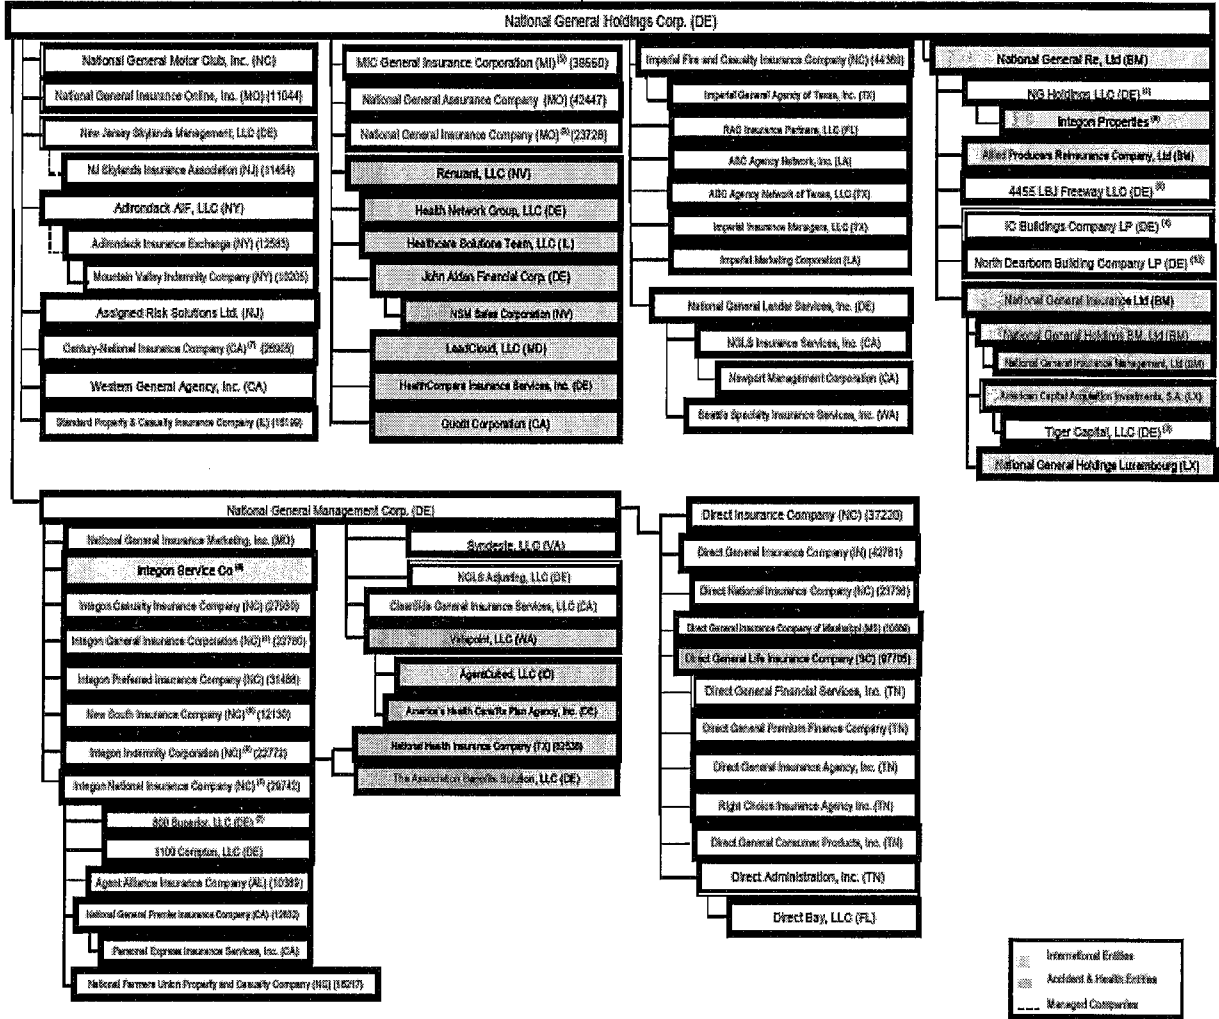 National General Holdings Corp. (DE)
National General Motor Club, Inc. (NC)
National General Insurance Online, Inc. (MO) (11044)
New Jersey Skylands Management, LLC (DE)
NJ Skylands Insurance Association (NJ) (11454)
Adirondack AIF, LLC (NY)
Adirondack Insurance Exchange (NY) (12583)
Mountain Valley Indemnity Company (NY)
Assigned Risk Solutions Ltd. (NJ)
Century-National Insurance Company (CA) (7) (26905)
Western General Agency, Inc. (CA)
Standard Property & Casualty Insurance Company (IL)
MIC General Insurance Corporation (MI) (38660)
National General Assurance Company (MO) (42447)
National General Insurance Company (MO) (23728)
Renuant, LLC (NV)
Health Network Group, LLC (DE)
Healthcare Solutions Team, LLC (IL)
John Alden Financial Corp. (DE)
NSM Sales Corporation (NV)
LeadCloud, LLC (MD)
HealthCompare Insurance Services, Inc. (DE)
Quotit Corporation (CA)
Imperial Fire and Casualty Insurance Company (NC) (44369)
Imperial General Agency of Texas, Inc. (TX)
RAC Insurance Partners, LLC (FL)
ABC Agency Network, Inc. (LA)
ABC Agency Network of Texas, LLC (TX)
Imperial Insurance Managers, LLC (TX)
Imperial Marketing Corporation (LA)
National General Lender Services, Inc. (DE)
NGLS Insurance Services, Inc. (CA)
Newport Management Corporation (CA)
Seattle Specialty Insurance Services, Inc. (WA)
National General Re, Ltd (BM)
NG Holdings LLC (DE)
Integon Properties
Allied Producers Reinsurance Company, Ltd (BM)
4455 LBJ Freeway LLC (DE)
IC Buildings Company LP (DE)
North Dearborn Building Company LP (DE) (10)
National General Insurance Ltd (BM)
National General Holdings BM, Ltd (BM)
National General Insurance Management, Ltd (BM)
American Capital Acquisition Investments, S.A. (LX)
Tiger Capital, LLC (DE)
National General Holdings Luxembourg (LX)
National General Management Corp. (DE)
National General Insurance Marketing, Inc. (MO)
Integon Service Co
Integon Casualty Insurance Company (NC) (27930)
Integon General Insurance Corporation (NC) (22780)
Integon Preferred Insurance Company (NC) (31488)
New South Insurance Company (NC) (12130)
Integon Indemnity Corporation (NC) (22772)
Integon National Insurance Company (NC) (29742)
800 Superior, LLC (DE)
1100 Compton, LLC (DE)
Agent Alliance Insurance Company (AL) (10389)
National General Premier Insurance Company (CA)
Personal Express Insurance Services, Inc. (CA)
National Farmers Union Property and Casualty Company (NC) (16217)
Syndeste, LLC (VA)
NGLS Adjusting, LLC (DE)
ClearSide General Insurance Services, LLC (CA)
Velapoint, LLC (WA)
AgentCubed, LLC (ID)
America's Health Care/Rx Plan Agency, Inc. (DE)
National Health Insurance Company (TX) (82538)
The Association Benefits Solution, LLC (DE)
Direct Insurance Company (NC) (37220)
Direct General Insurance Company (IN) (42781)
Direct National Insurance Company (NC) (23736)
Direct General Insurance Company of Mississippi (MS)
Direct General Life Insurance Company (SC) (97705)
Direct General Financial Services, Inc. (TN)
Direct General Premium Finance Company (TN)
Direct General Insurance Agency, Inc. (TN)
Right Choice Insurance Agency Inc. (TN)
Direct General Consumer Products, Inc. (TN)
Direct Administration, Inc. (TN)
Direct Bay, LLC (FL)
International Entities
Accident & Health Entities
Managed Companies